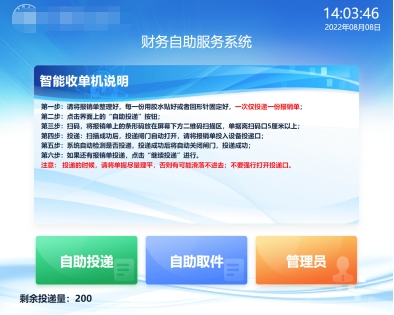 14:03:46
2022年08月08日
财务自助服务系统
智能收单机说明
第一步：请将报销单整理好，每一份用胶水贴好或者回形针固定好，一次仅投递一份报销单；
第二步：点击界面上的“自助投递”按钮；
第三步：扫码，将报销单上的条形码放在屏幕下方二维码扫描区，单据离扫码口5厘米以上；
第四步：投递：扫描成功后，投递闸门自动打开，请将报销单投入设备投递口；
第五步：系统自动检测是否投递，投递成功后将自动关闭闸门，投递成功；
第六步：如果还有报销单投递，点击“继续投递”进行。
注意： 投递的时候，请将单据尽量理平，否则有可能滑落不进去；不要强行打开投递口。
自助投递
自助取件
管理员
剩余投递量：200